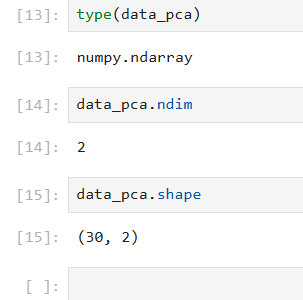 [13]: type(data_pca)
[13]: numpy.ndarray
[14]: data_pca.ndim
[14]: 2
[15]: data_pca.shape
[15]: (30, 2)
[ ]: